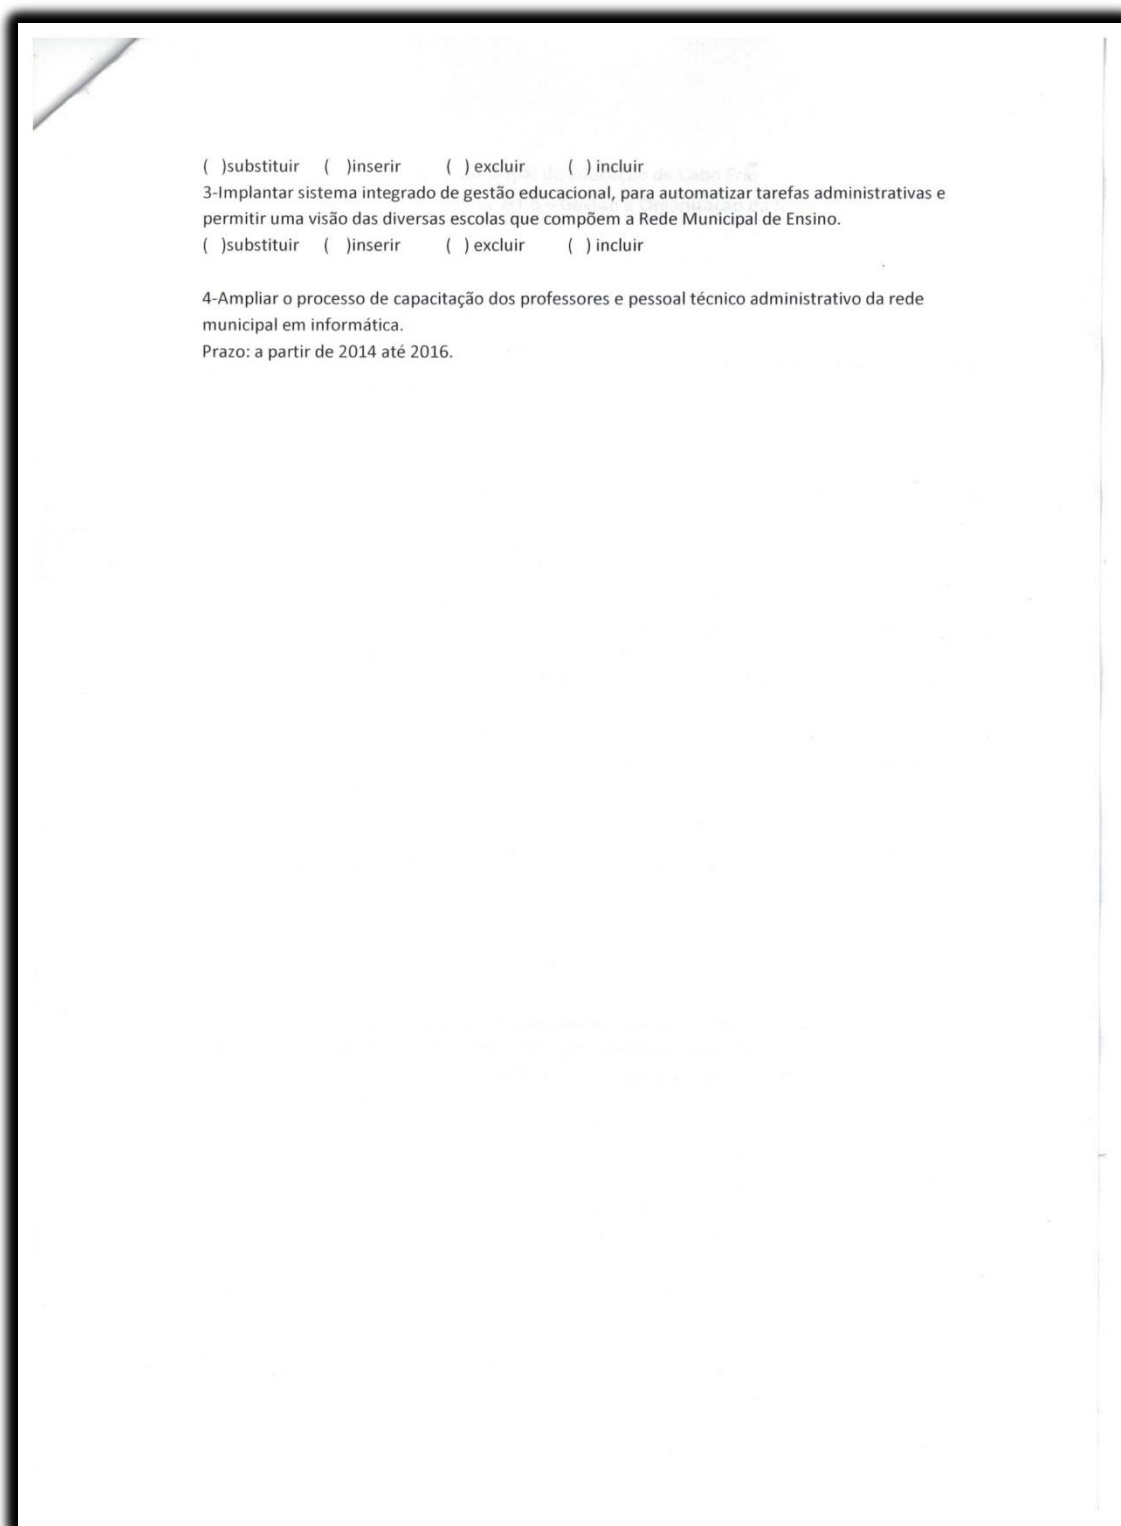 ( )substituir ( )inserir ( ) excluir ( ) incluir
3-Implantar sistema integrado de gestão educacional, para automatizar tarefas administrativas e
permitir uma visão das diversas escolas que compõem a Rede Municipal de Ensino.
( )substituir ( )inserir ( ) excluir ( ) incluir
4-Ampliar o processo de capacitação dos professores e pessoal técnico administrativo da rede
municipal em informática.
Prazo: a partir de 2014 até 2016.